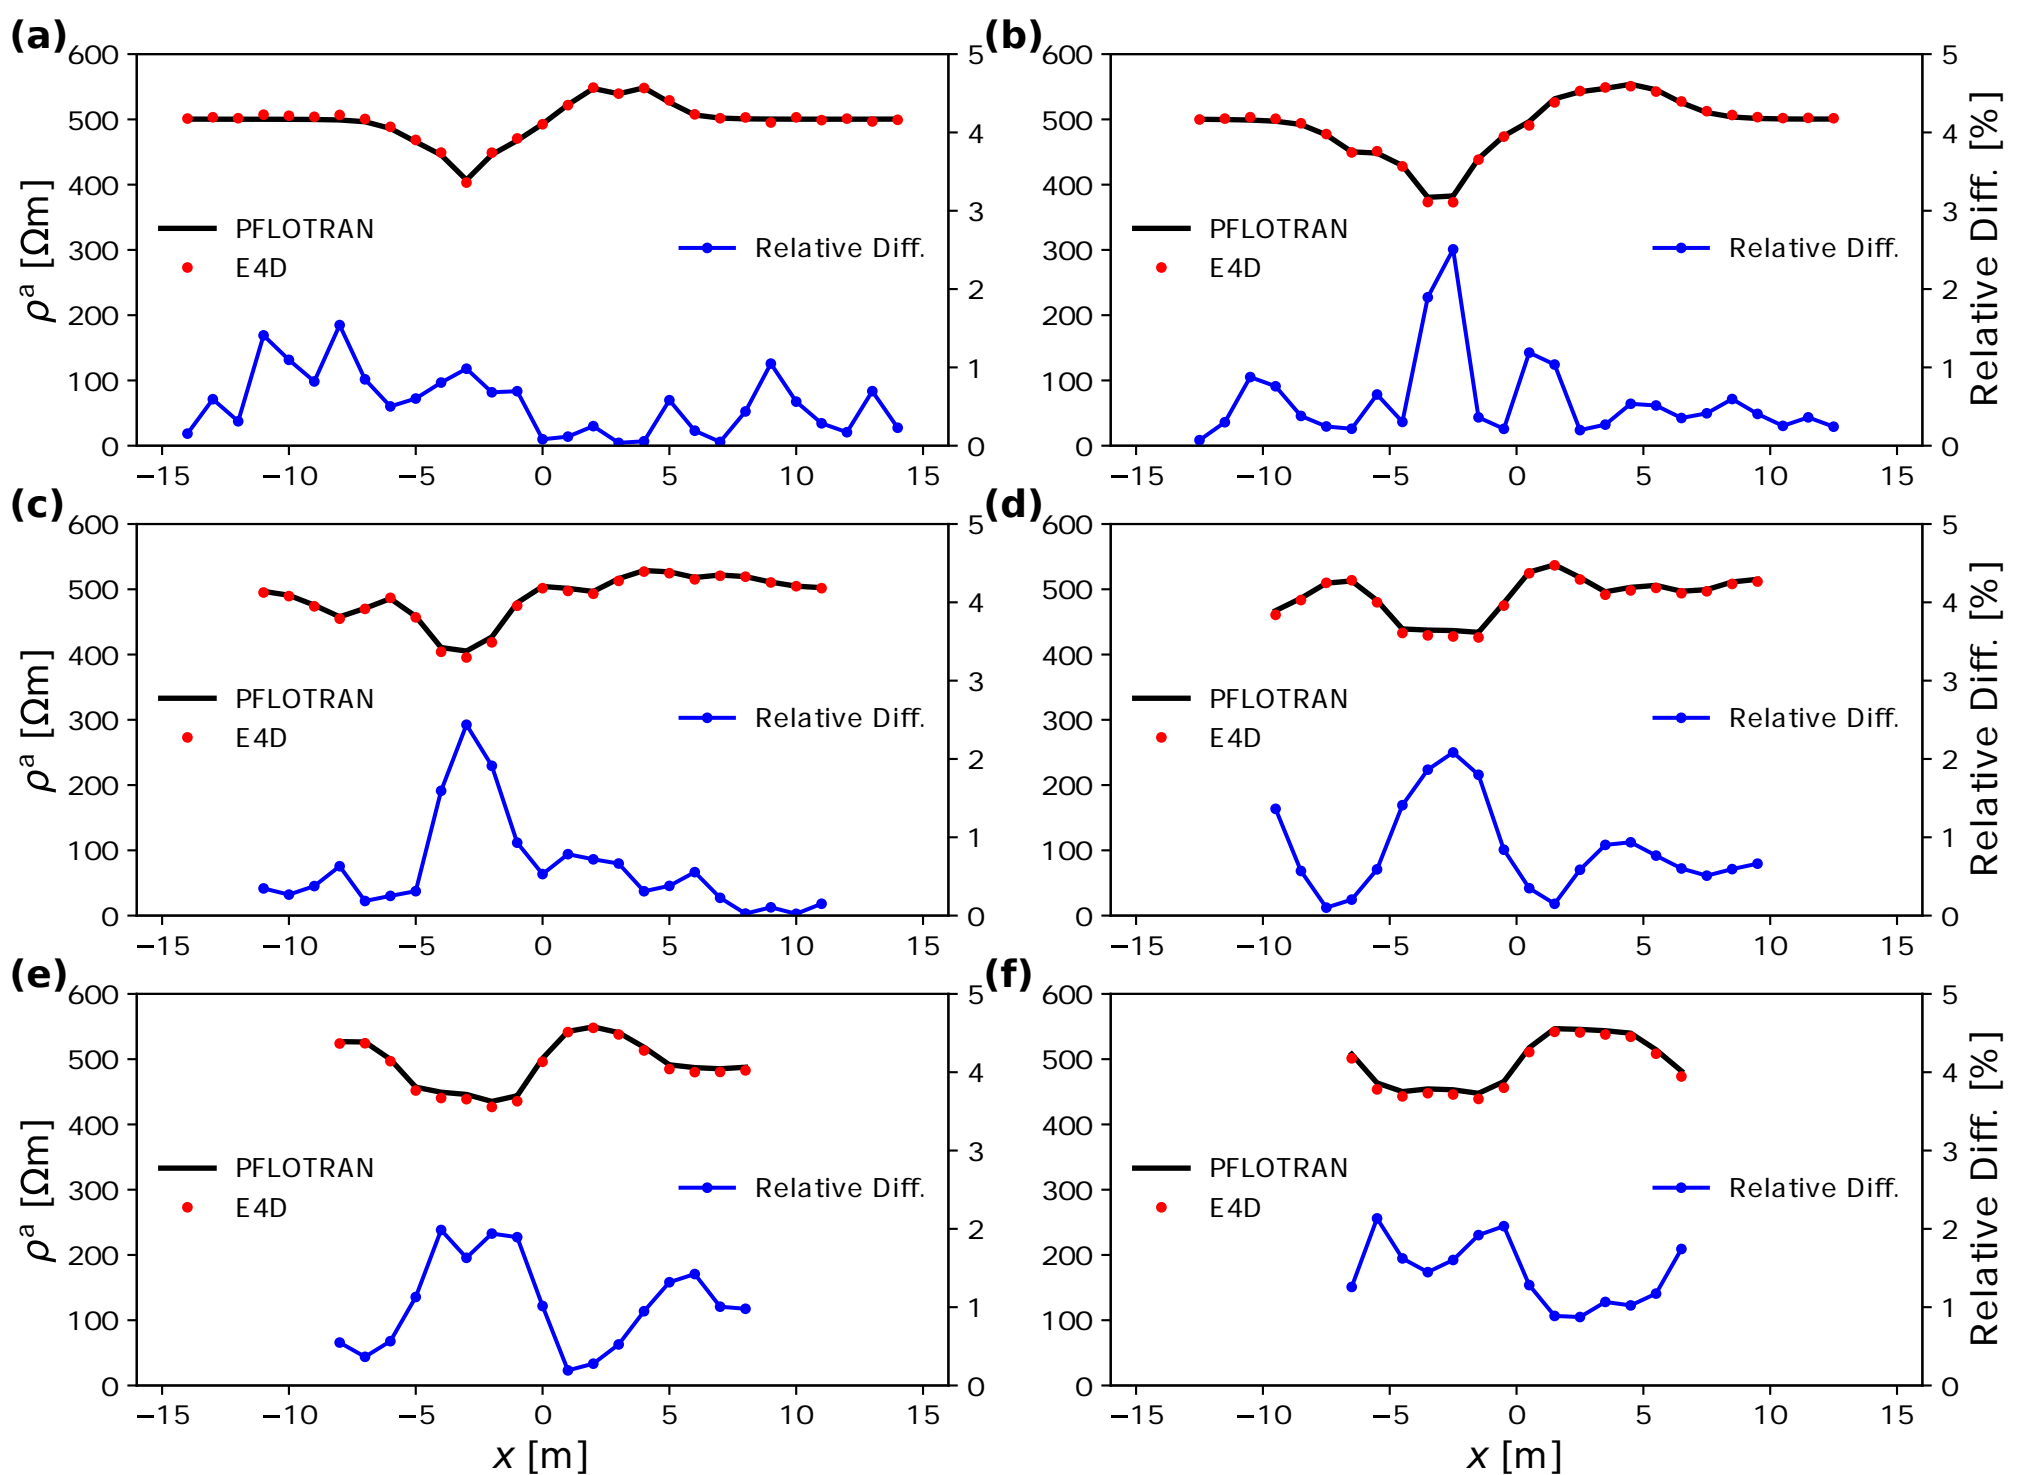 (a)
600
500
400
300
200
100
0
ρᵃ [Ωm]
PFLOTRAN
E4D
Relative Diff.
5
4
3
2
1
0
−15 −10 −5 0 5 10 15
(b)
600
500
400
300
200
100
0
PFLOTRAN
E4D
Relative Diff.
5
4
3
2
1
0
Relative Diff. [%]
−15 −10 −5 0 5 10 15
(c)
600
500
400
300
200
100
0
ρᵃ [Ωm]
PFLOTRAN
E4D
Relative Diff.
5
4
3
2
1
0
−15 −10 −5 0 5 10 15
(d)
600
500
400
300
200
100
0
PFLOTRAN
E4D
Relative Diff.
5
4
3
2
1
0
Relative Diff. [%]
−15 −10 −5 0 5 10 15
(e)
600
500
400
300
200
100
0
ρᵃ [Ωm]
PFLOTRAN
E4D
Relative Diff.
5
4
3
2
1
0
−15 −10 −5 0 5 10 15
x [m]
(f)
600
500
400
300
200
100
0
PFLOTRAN
E4D
Relative Diff.
5
4
3
2
1
0
Relative Diff. [%]
−15 −10 −5 0 5 10 15
x [m]